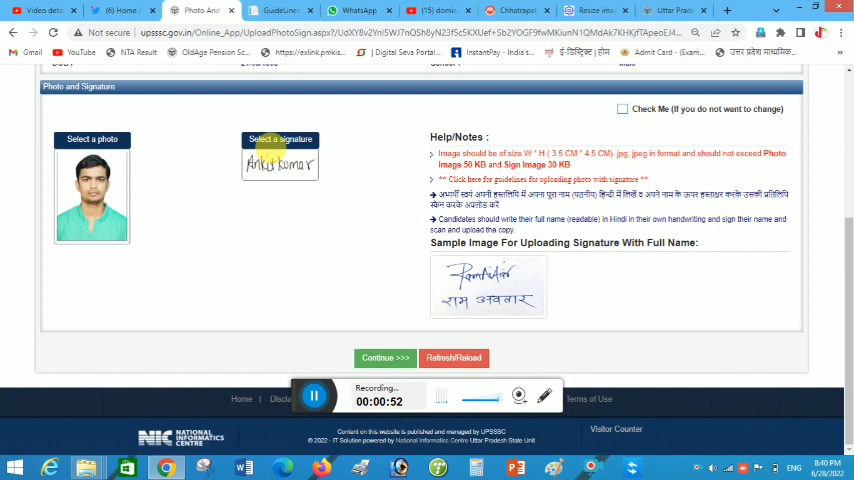 Video deta
(6) Home /
Photo And
GuideLines
WhatsApp
(15) domic
Chhatrapat
Resize ima
Uttar Prad
Not secure | upsssc.gov.in/Online_App/UploadPhotoSign.aspx?/
Gmail
YouTube
NTA Result
OldAge Pension Sc...
https://exlink.pmkis...
Digital Seva Portal...
InstantPay - India's...
ई-डिस्ट्रिक्ट | होम
Admit Card - (Exam...
उत्तर प्रदेश माध्यमिक...
Photo and Signature
Check Me (If you do not want to change)
Select a photo
Select a signature
Ankitkumar
Help/Notes :
Image should be of size W * H ( 3.5 CM * 4.5 CM) .jpg,.jpeg in format and should not exceed Photo
Image 50 KB and Sign Image 30 KB
** Click here for guidelines for uploading photo with signature **
अभ्यर्थी स्वयं अपनी हस्तलिपि में अपना पूरा नाम (पठनीय) हिन्दी में लिखें व अपने नाम के ऊपर हस्ताक्षर करके उसकी प्रतिलिपि
स्कैन करके अपलोड करें
Candidates should write their full name (readable) in Hindi in their own handwriting and sign their name and
scan and upload the copy.
Sample Image For Uploading Signature With Full Name:
राम अवतार
Continue >>>
Refresh/Reload
Recording...
00:00:52
Home | Discla
Terms of Use
NATIONAL
INFORMATICS
CENTRE
Content on this website is published and managed by UPSSSC
© 2022 - IT Solution powered by National Informatics Centre Uttar Pradesh State Unit
Visitor Counter
ENG
8:40 PM
6/28/2022